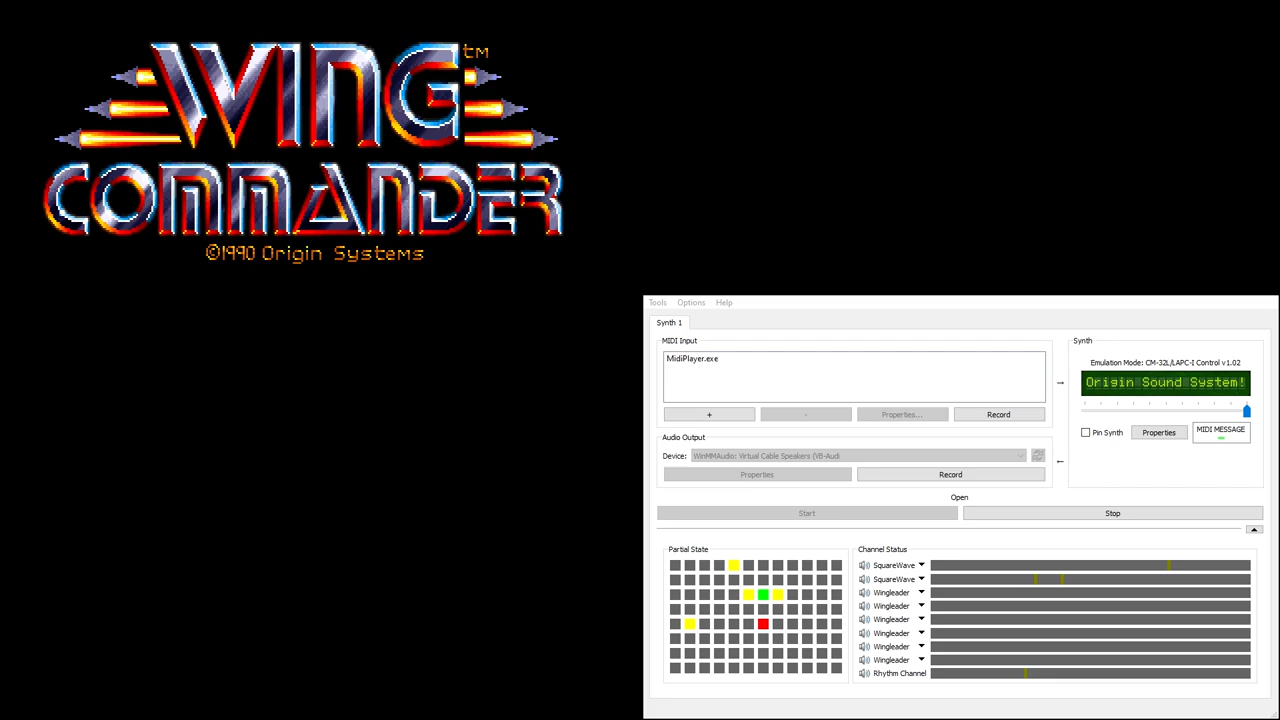 WING™
COMMANDER
©1990 Origin Systems
Tools Options Help
Synth 1
MIDI Input
MidiPlayer.exe
+ - Properties... Record
Synth
Emulation Mode: CM-32L/LAPC-I Control v1.02
Origin Sound System!
Pin Synth Properties MIDI MESSAGE
Audio Output
Device: WinMMAudio: Virtual Cable Speakers (VB-Audi
Properties Record
Open
Start Stop
Partial State
Channel Status
SquareWave
SquareWave
Wingleader
Wingleader
Wingleader
Wingleader
Wingleader
Wingleader
Rhythm Channel